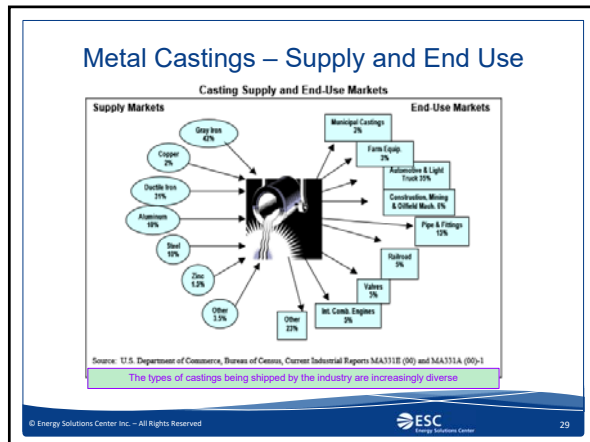 Metal Castings – Supply and End Use
Casting Supply and End-Use Markets
Supply Markets
End-Use Markets
Gray Iron
42%
Copper
2%
Ductile Iron
31%
Aluminum
10%
Steel
10%
Zinc
1.5%
Other
3.5%
Municipal Castings
3%
Farm Equip.
3%
Automotive & Light
Truck 35%
Construction, Mining
& Oilfield Mach. 6%
Pipe & Fittings
15%
Railroad
5%
Valves
5%
Int. Comb. Engines
5%
Other
23%
Source: U.S. Department of Commerce, Bureau of Census, Current Industrial Reports MA331E (00) and MA331A (00)-1
The types of castings being shipped by the industry are increasingly diverse
© Energy Solutions Center Inc. – All Rights Reserved
ESC
Energy Solutions Center
29